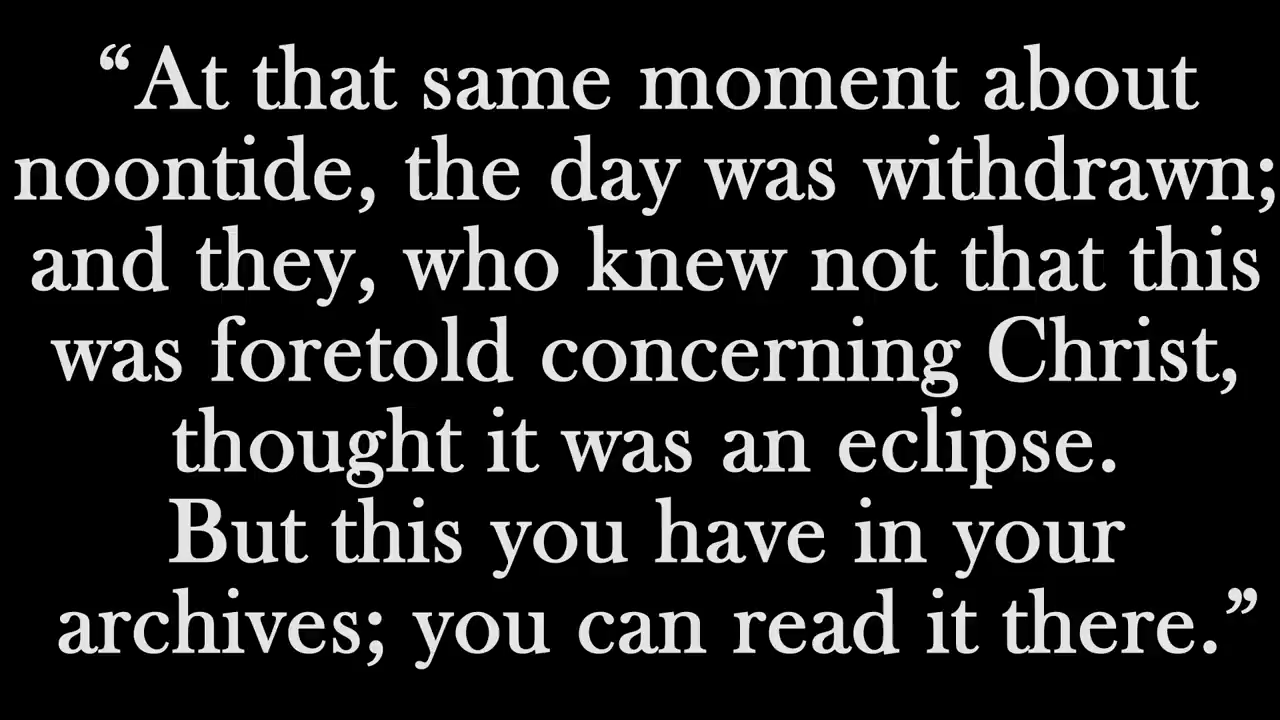 “At that same moment about
noontide, the day was withdrawn;
and they, who knew not that this
was foretold concerning Christ,
thought it was an eclipse.
But this you have in your
archives; you can read it there.”